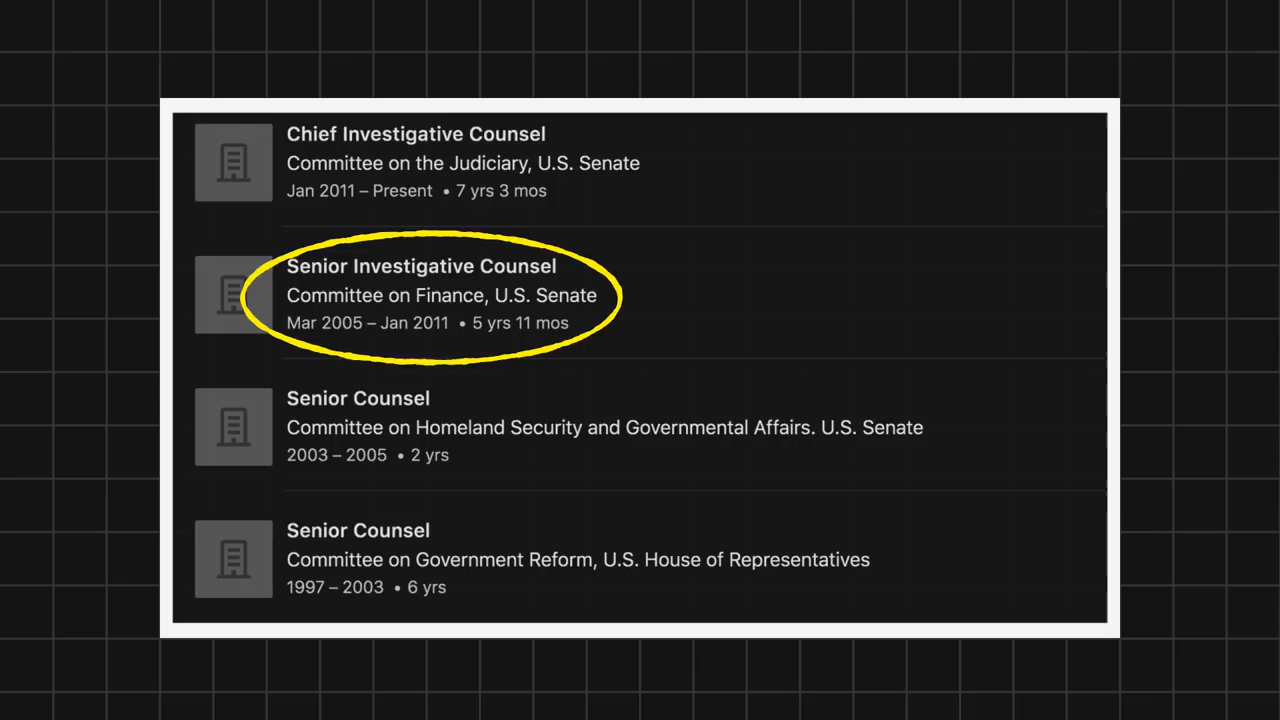 Chief Investigative Counsel
Committee on the Judiciary, U.S. Senate
Jan 2011 – Present • 7 yrs 3 mos
Senior Investigative Counsel
Committee on Finance, U.S. Senate
Mar 2005 – Jan 2011 • 5 yrs 11 mos
Senior Counsel
Committee on Homeland Security and Governmental Affairs. U.S. Senate
2003 – 2005 • 2 yrs
Senior Counsel
Committee on Government Reform, U.S. House of Representatives
1997 – 2003 • 6 yrs